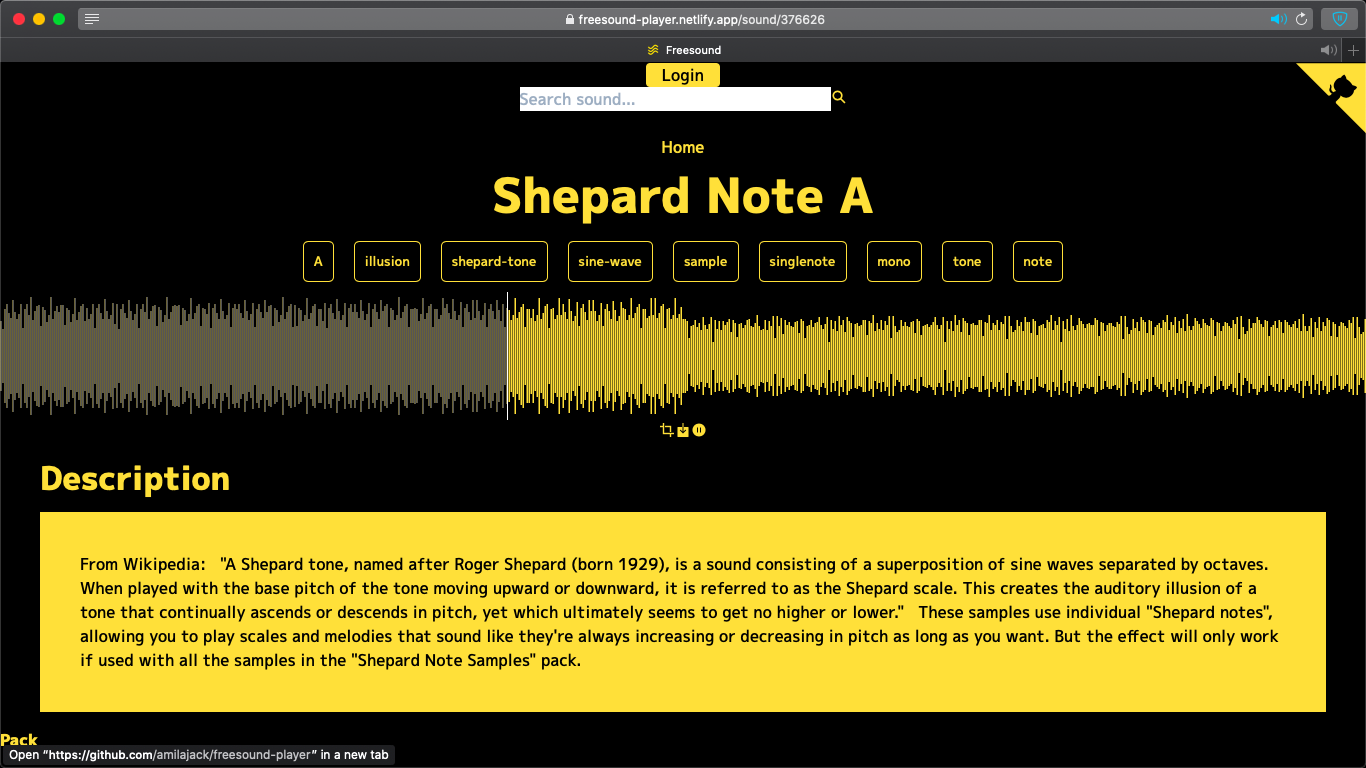 freesound-player.netlify.app/sound/376626
Freesound
Login
Search sound...
Home
Shepard Note A
A illusion shepard-tone sine-wave sample singlenote mono tone note
Description
From Wikipedia:   "A Shepard tone, named after Roger Shepard (born 1929), is a sound consisting of a superposition of sine waves separated by octaves.
When played with the base pitch of the tone moving upward or downward, it is referred to as the Shepard scale. This creates the auditory illusion of a
tone that continually ascends or descends in pitch, yet which ultimately seems to get no higher or lower."   These samples use individual "Shepard notes",
allowing you to play scales and melodies that sound like they're always increasing or decreasing in pitch as long as you want. But the effect will only work
if used with all the samples in the "Shepard Note Samples" pack.
Pack
Open “https://github.com/amilajack/freesound-player” in a new tab